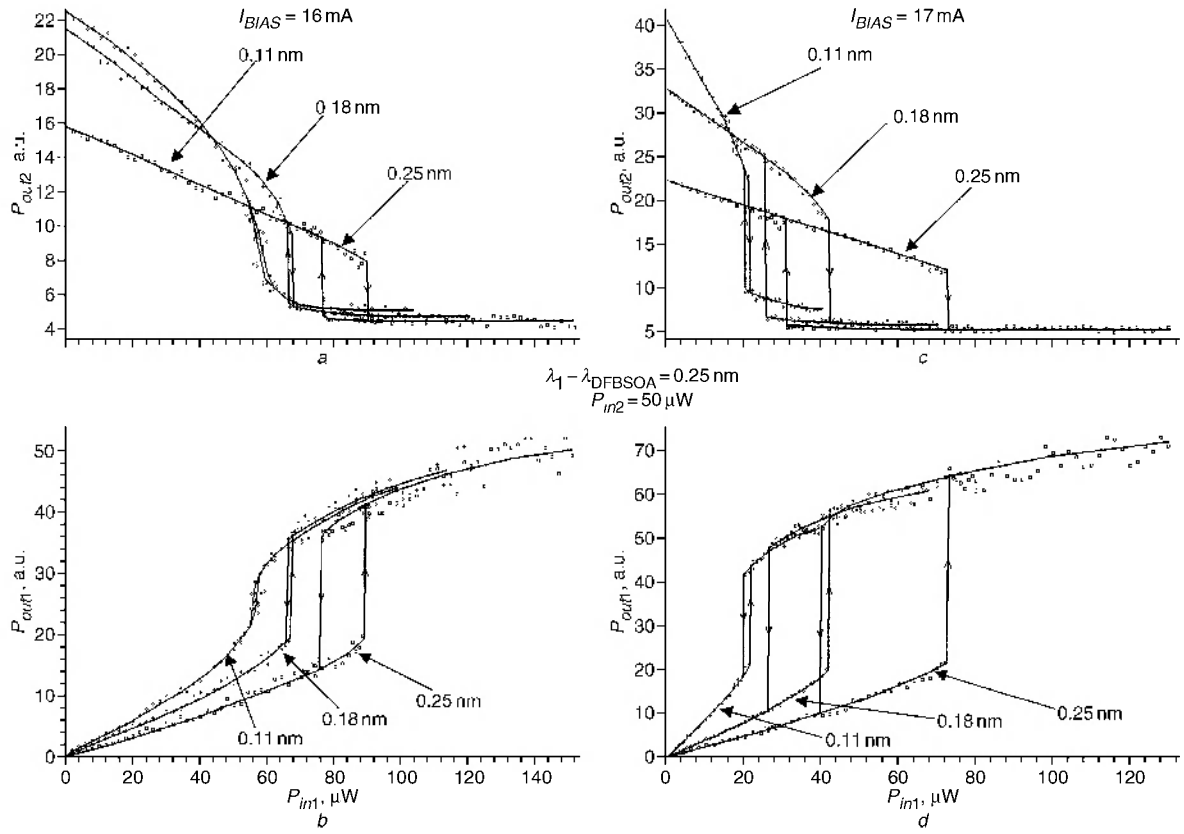 I_BIAS = 16 mA
22
20
18
16
14
12
10
8
6
4
P_out2 a.u.
0.11 nm
0.18 nm
0.25 nm
a
I_BIAS = 17 mA
40
35
30
25
20
15
10
5
P_out2, a.u.
0.11 nm
0.18 nm
0.25 nm
c
λ₁ – λ_DFBSOA = 0.25 nm
P_in2 = 50 µW
50
40
30
20
10
0
P_out1, a.u.
0.11 nm
0.18 nm
0.25 nm
0 20 40 60 80 100 120 140
P_in1, µW
b
70
60
50
40
30
20
10
0
P_out1, a.u.
0.11 nm
0.18 nm
0.25 nm
0 20 40 60 80 100 120
P_in1, µW
d